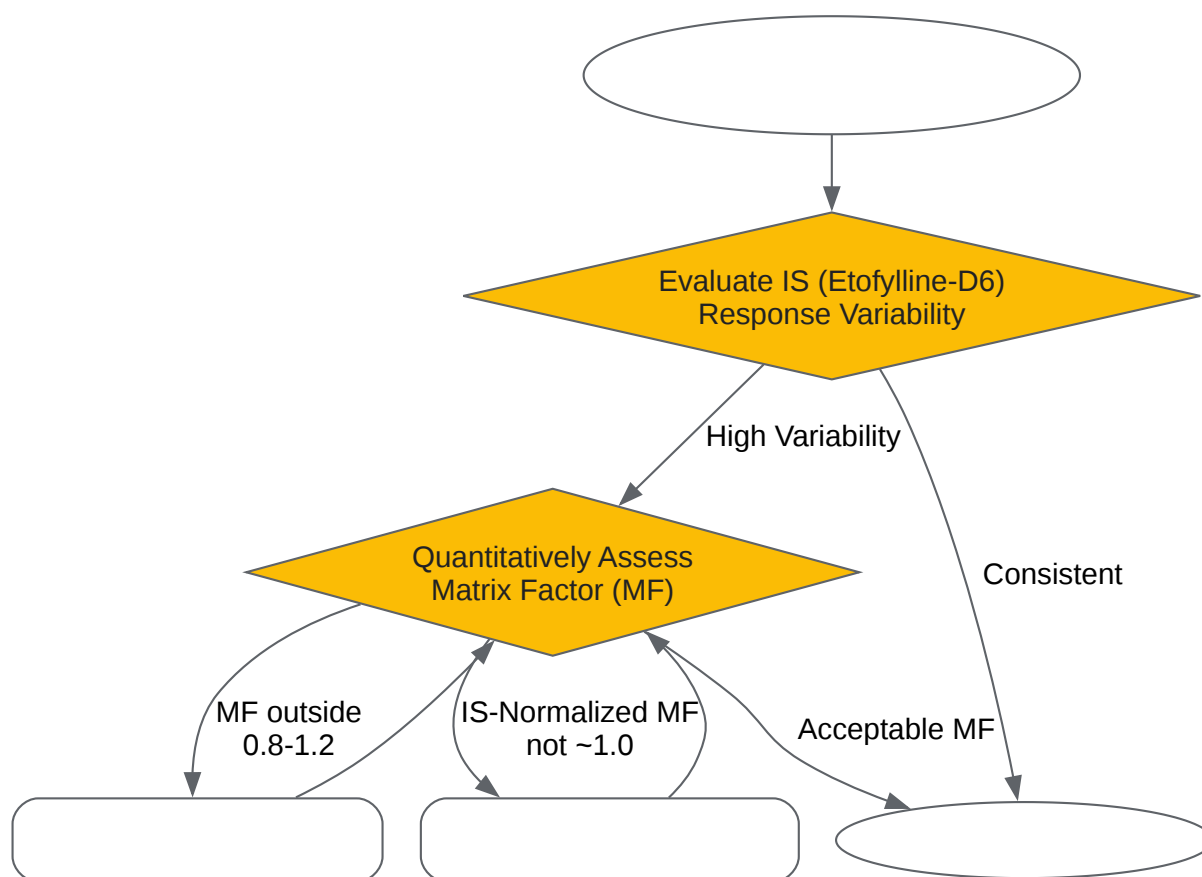 Evaluate IS (Etofylline-D6)
Response Variability
High Variability
Quantitatively Assess
Matrix Factor (MF)
Consistent
MF outside
0.8-1.2
IS-Normalized MF
not ~1.0
Acceptable MF